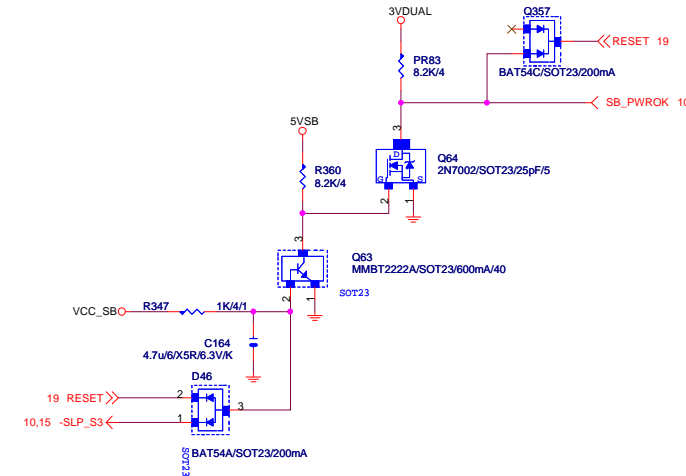 3VDUAL
Q357
RESET 19
PR83
8.2K/4
BAT54C/SOT23/200mA
SB_PWROK 10
5VSB
3
D
G
S
Q64
2N7002/SOT23/25pF/5
R360
8.2K/4
2
1
3
Q63
MMBT2222A/SOT23/600mA/40
SOT23
2
1
VCC_SB
R347
1K/4/1
C164
4.7u/6/X5R/6.3V/K
D46
19 RESET
2
3
10,15 -SLP_S3
1
BAT54A/SOT23/200mA
SOT23